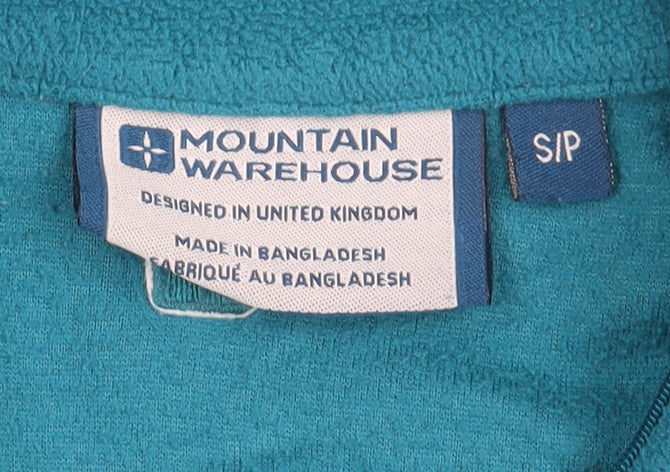 MOUNTAIN
WAREHOUSE
DESIGNED IN UNITED KINGDOM
MADE IN BANGLADESH
FABRIQUÉ AU BANGLADESH
S/P